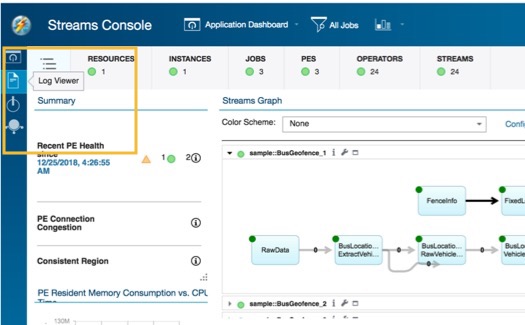 Streams Console
Application Dashboard
All Jobs
RESOURCES
1
INSTANCES
1
JOBS
3
PES
3
OPERATORS
24
STREAMS
24
Log Viewer
Summary
Streams Graph
Color Scheme:
None
Config
Recent PE Health
since
12/25/2018, 4:26:55
AM
1
2
sample::BusGeofence_1
FenceInfo
FixedL
RawData
0
BusLocatio...
ExtractVehi...
0
BusLocatio...
RawVehicle...
0
BusLo
Vehicle
PE Connection
Congestion
Consistent Region
PE Resident Memory Consumption vs. CPU
Time
130M
sample::BusGeofence_2